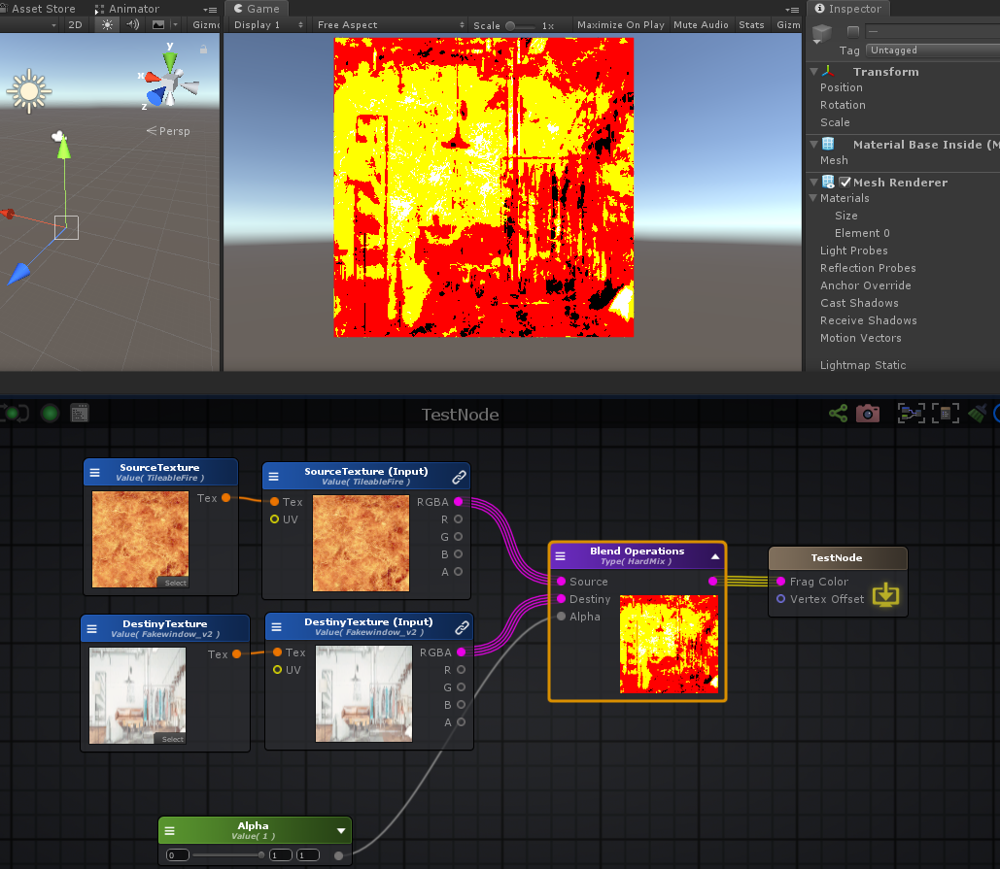 Asset Store
Animator
Game
Inspector
2D
Gizm
Display 1
Free Aspect
Scale
1x
Maximize On Play
Mute Audio
Stats
Gizm
Tag
Untagged
Transform
Position
Rotation
Scale
Material Base Inside (M
Mesh
Mesh Renderer
Materials
Size
Element 0
Light Probes
Reflection Probes
Anchor Override
Cast Shadows
Receive Shadows
Motion Vectors
Lightmap Static
y
x
z
Persp
TestNode
SourceTexture
Value( TileableFire )
Tex
Select
SourceTexture (Input)
Value( TileableFire )
Tex
RGBA
UV
R
G
B
A
DestinyTexture
Value( Fakewindow_v2 )
Tex
Select
DestinyTexture (Input)
Value( Fakewindow_v2 )
Tex
RGBA
UV
R
G
B
A
Blend Operations
Type( HardMix )
Source
Destiny
Alpha
TestNode
Frag Color
Vertex Offset
Alpha
Value( 1 )
0
1
1